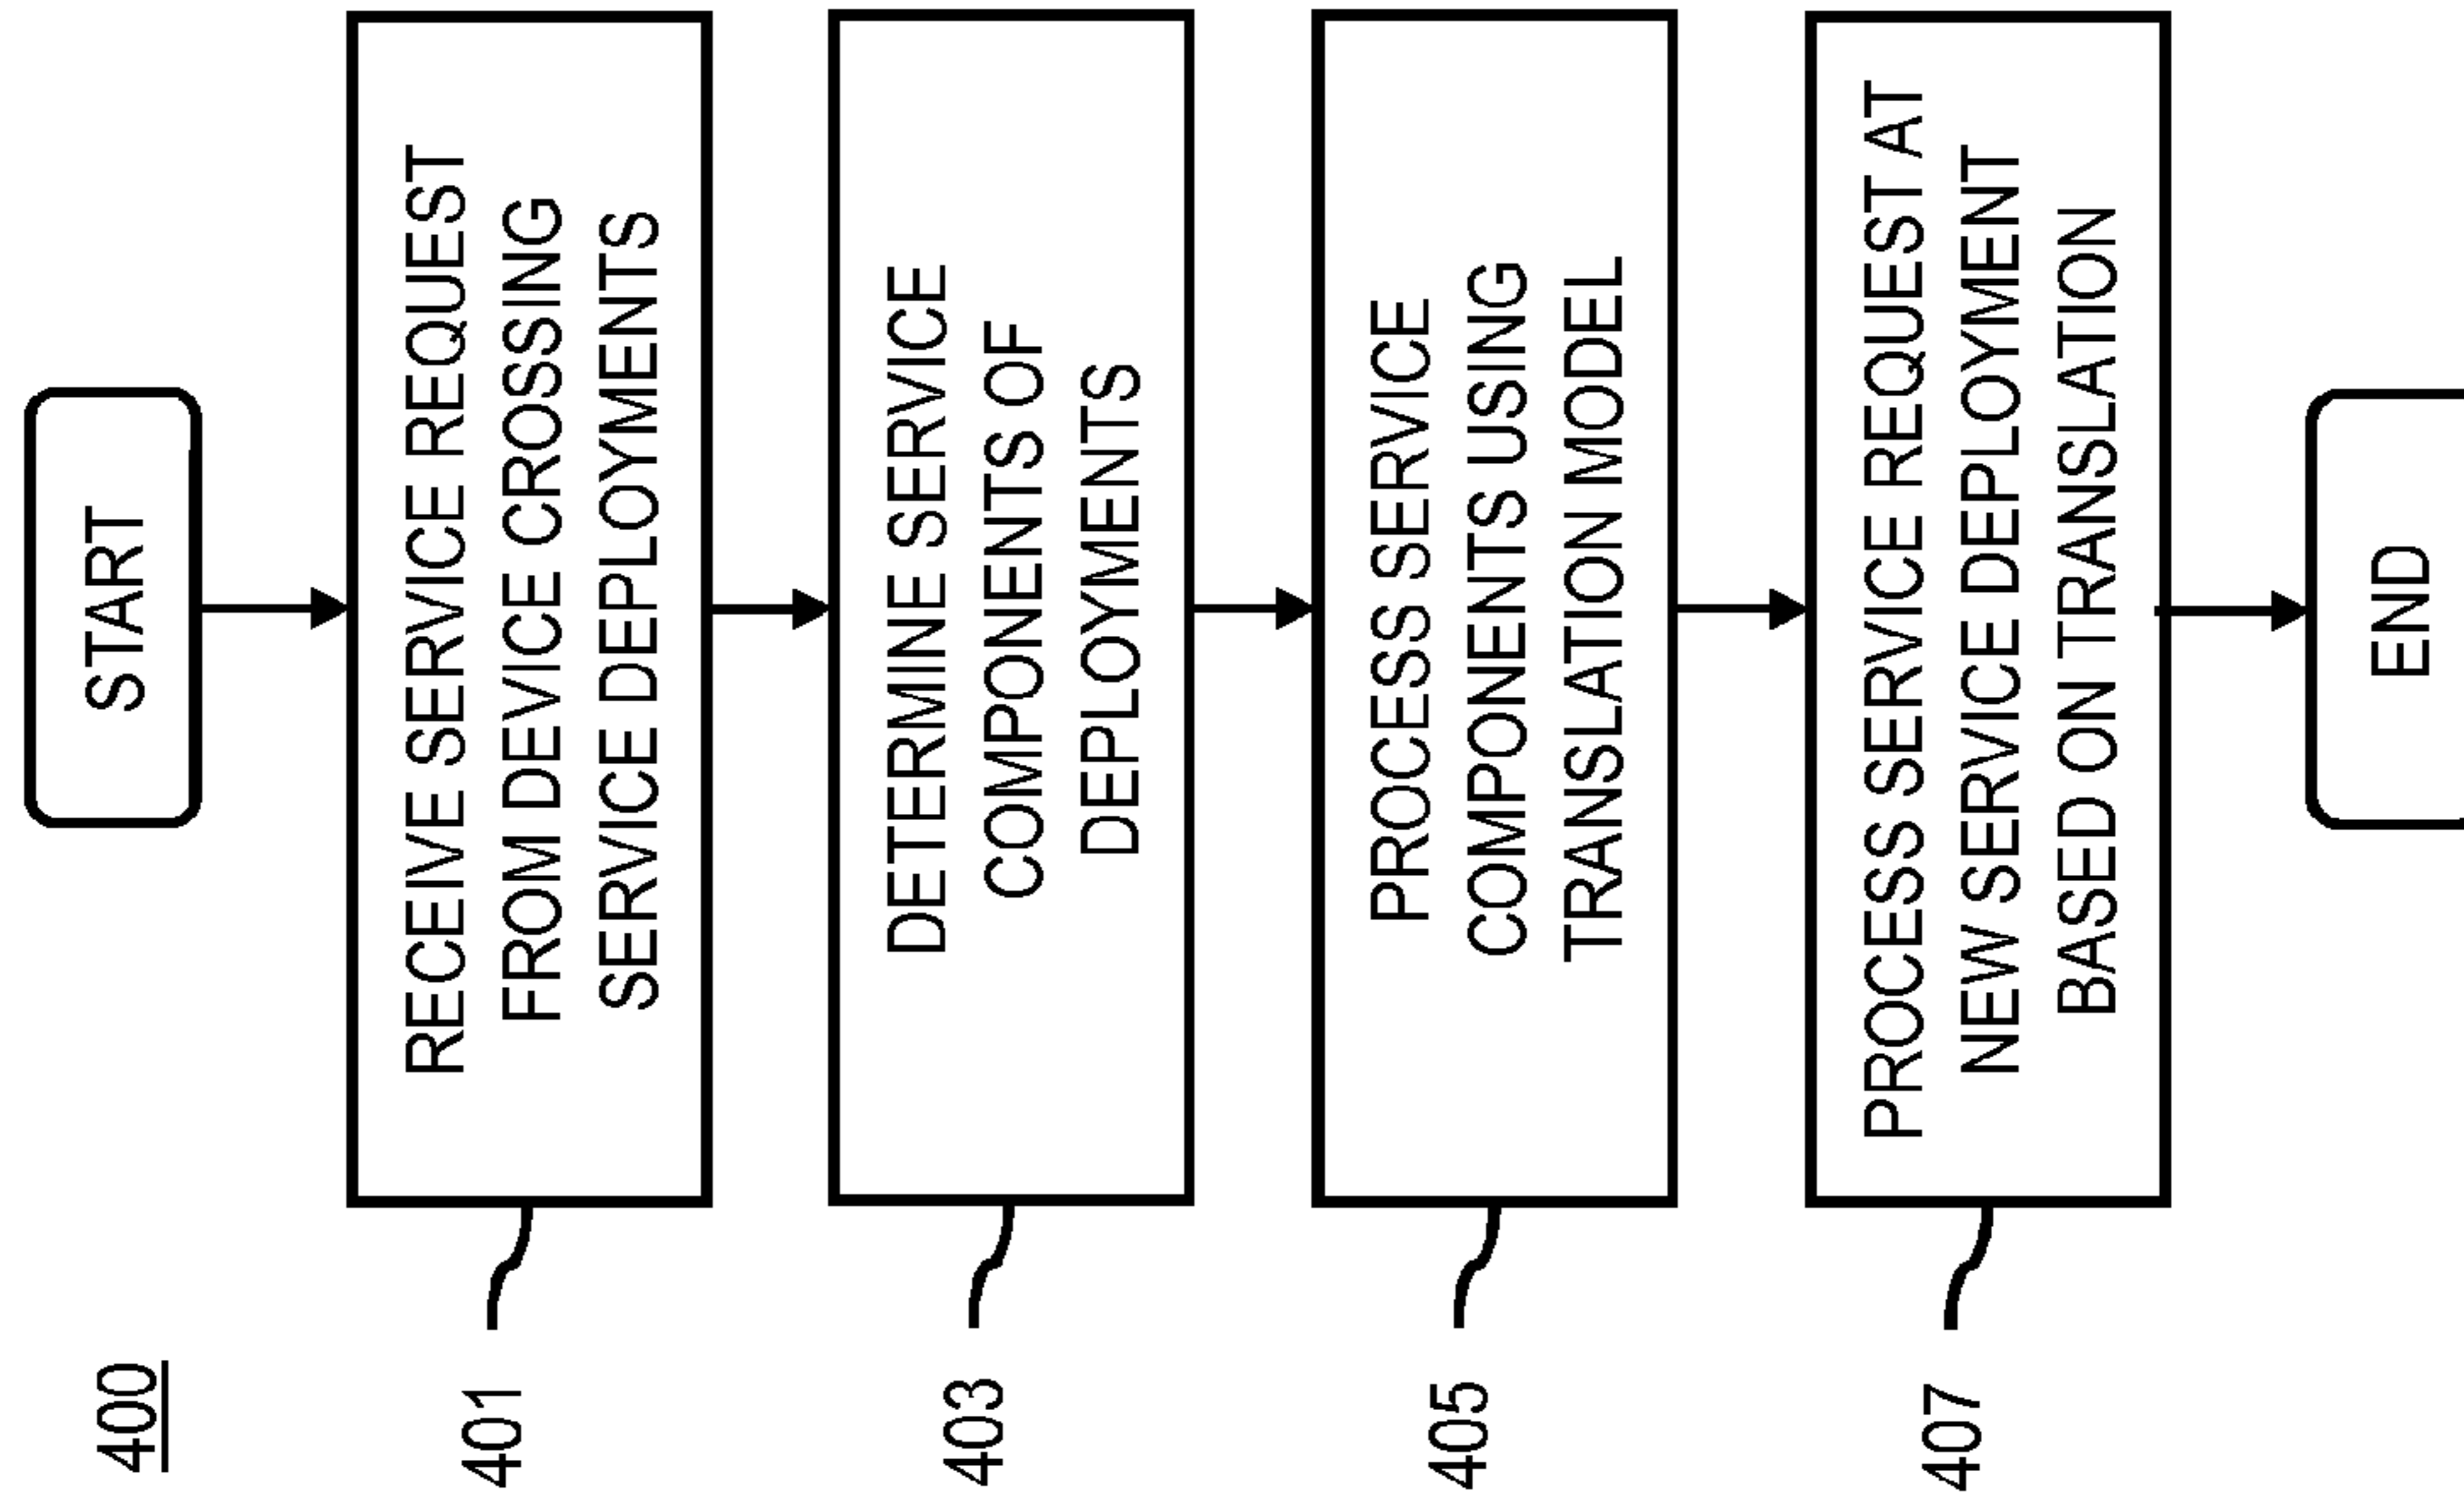 400
START
401
RECEIVE SERVICE REQUEST
FROM DEVICE CROSSING
SERVICE DEPLOYMENTS
403
DETERMINE SERVICE
COMPONENTS OF
DEPLOYMENTS
405
PROCESS SERVICE
COMPONENTS USING
TRANSLATION MODEL
407
PROCESS SERVICE REQUEST AT
NEW SERVICE DEPLOYMENT
BASED ON TRANSLATION
END